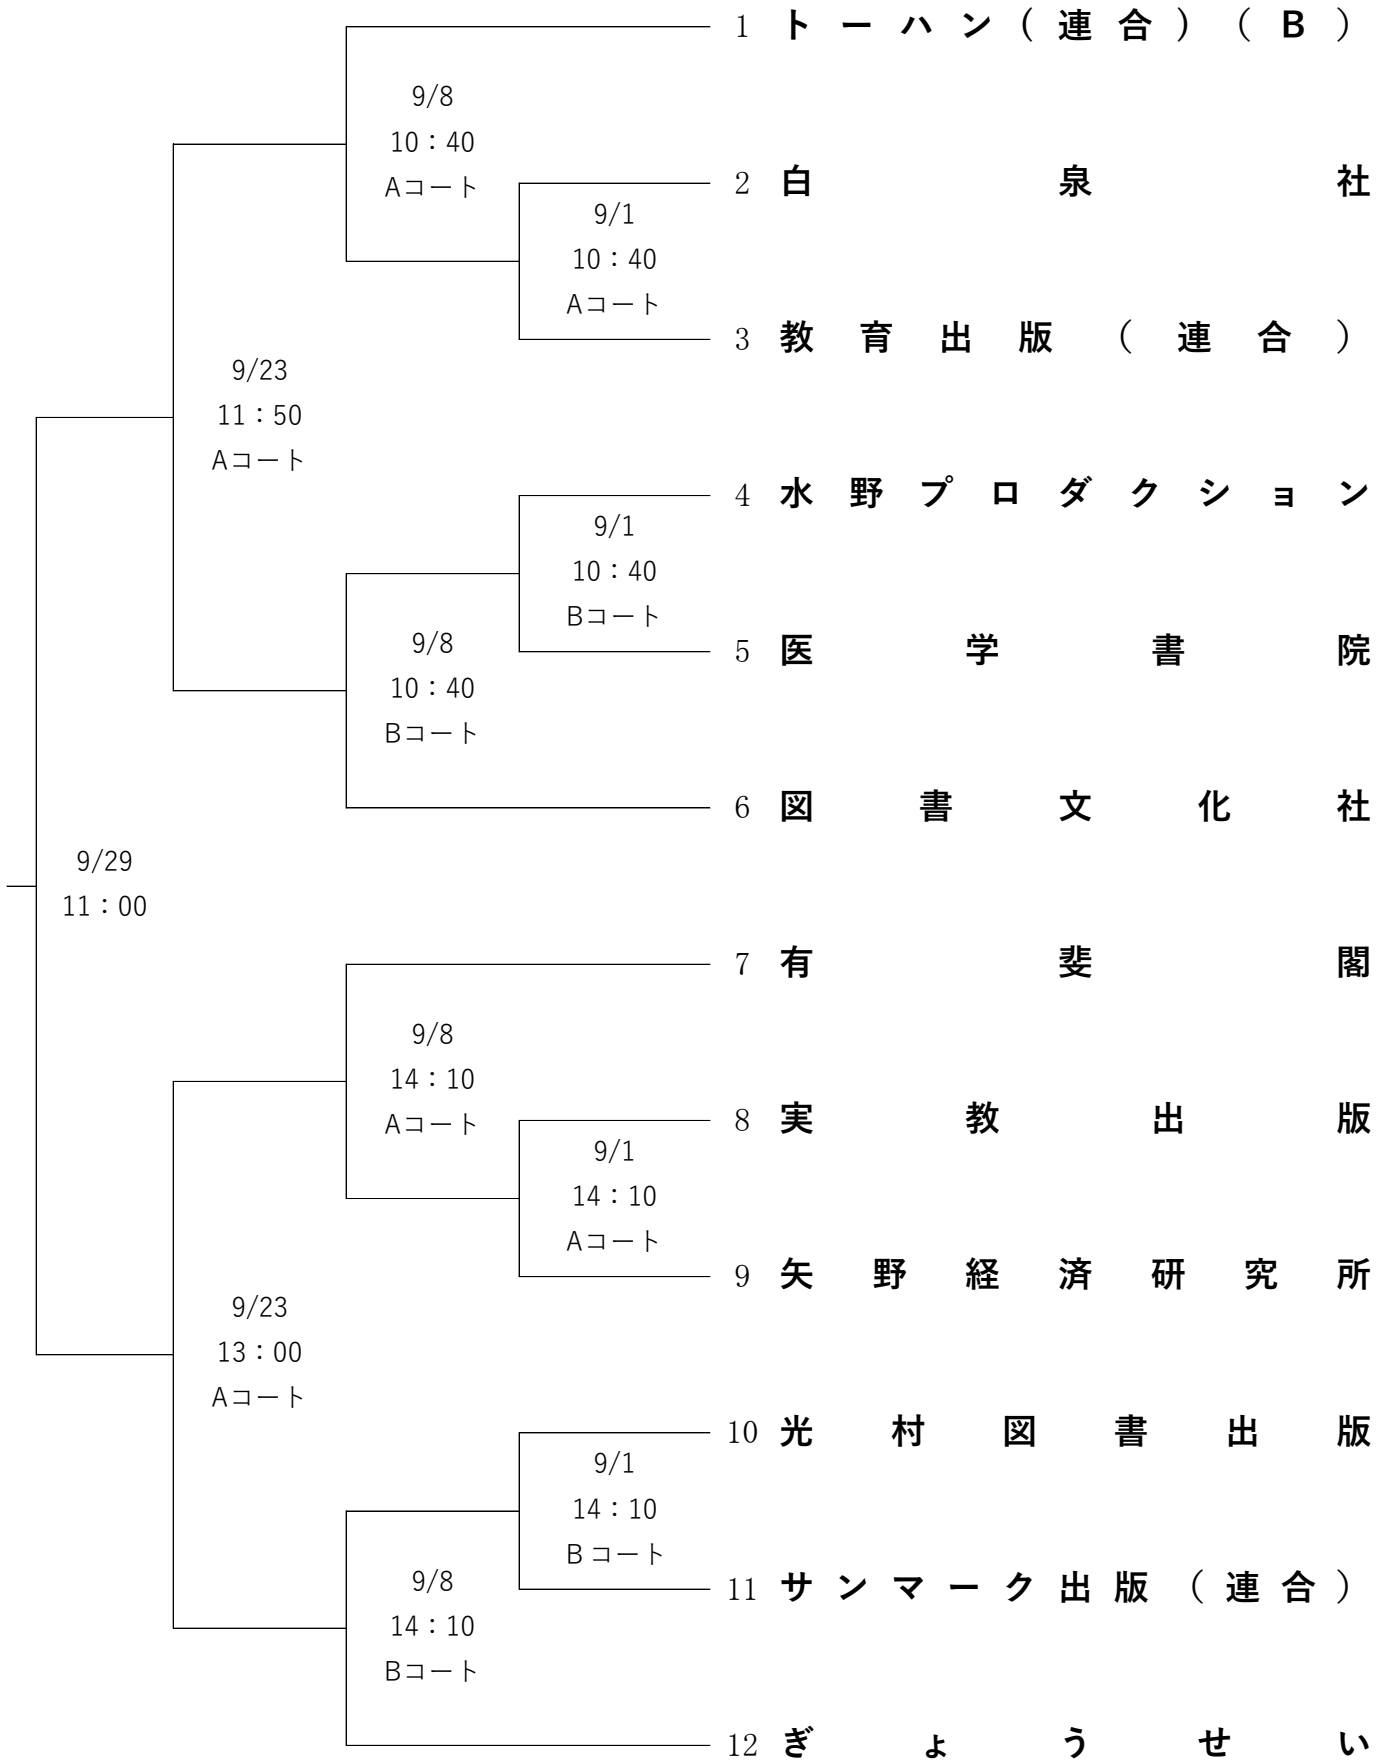 1 トーハン(連合)(B)
9/8
10：40
Aコート
2 白泉社
9/1
10：40
Aコート
3 教育出版(連合)
9/23
11：50
Aコート
4 水野プロダクション
9/1
10：40
Bコート
5 医学書院
9/8
10：40
Bコート
6 図書文化社
9/29
11：00
7 有斐閣
9/8
14：10
Aコート
8 実教出版
9/1
14：10
Aコート
9 矢野経済研究所
9/23
13：00
Aコート
10 光村図書出版
9/1
14：10
Bコート
11 サンマーク出版(連合)
9/8
14：10
Bコート
12 ぎょうせい